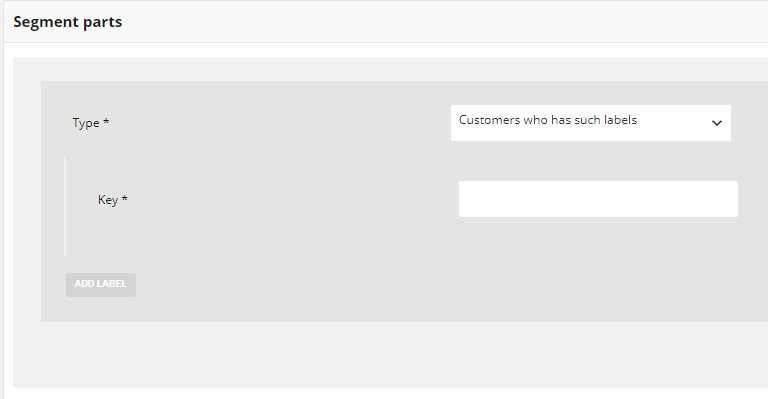 Segment parts
Type *
Customers who has such labels
Key *
ADD LABEL